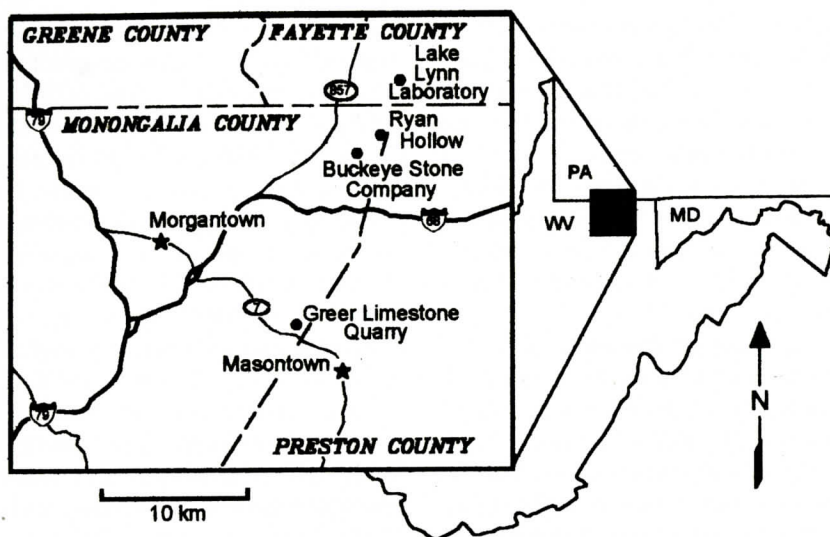 GREENE COUNTY
FAYETTE COUNTY
Lake
Lynn
Laboratory
857
79
MONONGALIA COUNTY
Ryan
Hollow
Buckeye Stone
Company
PA
WV
MD
68
Morgantown
7
Greer Limestone
Quarry
Masontown
79
N
PRESTON COUNTY
10 km